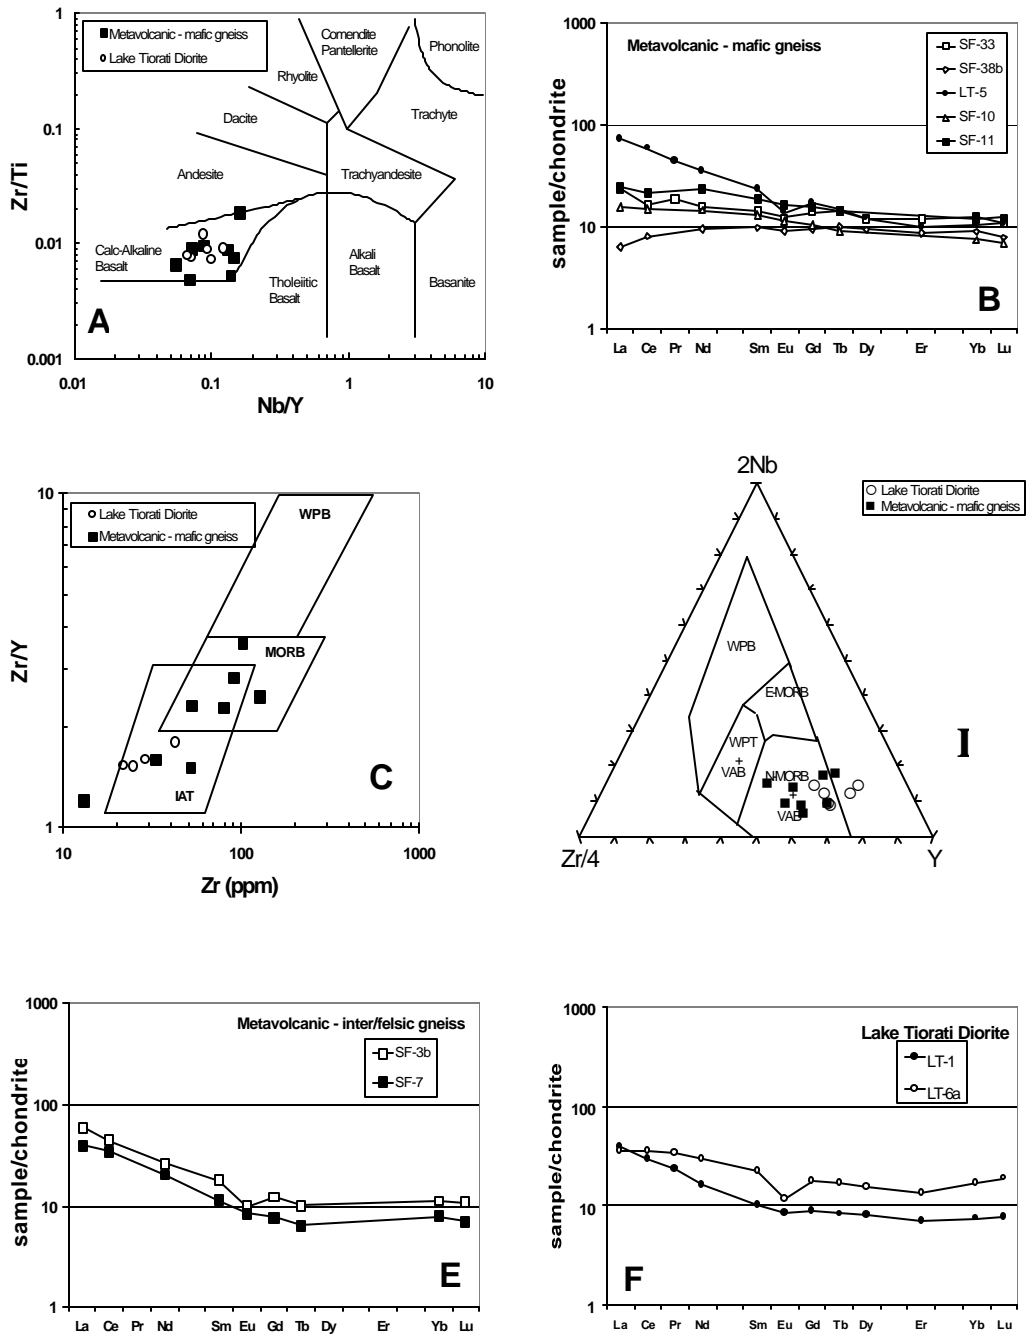 1
0.1
0.01
0.001
0.01
0.1
1
10
Zr/Ti
Nb/Y
Metavolcanic - mafic gneiss
Lake Tiorati Diorite
Comendite
Pantellerite
Phonolite
Rhyolite
Dacite
Trachyte
Andesite
Trachyandesite
Calc-Alkaline
Basalt
Tholeiitic
Basalt
Alkali
Basalt
Basanite
A
1000
100
10
1
sample/chondrite
Metavolcanic - mafic gneiss
SF-33
SF-38b
LT-5
SF-10
SF-11
B
La Ce Pr Nd Sm Eu Gd Tb Dy Er Yb Lu
10
1
Zr/Y
10
100
1000
Zr (ppm)
Lake Tiorati Diorite
Metavolcanic - mafic gneiss
WPB
MORB
IAT
C
2Nb
Lake Tiorati Diorite
Metavolcanic - mafic gneiss
WPB
E-MORB
WPT
VAB
N-MORB
VAB
I
Zr/4
Y
1000
100
10
1
sample/chondrite
Metavolcanic - inter/felsic gneiss
SF-3b
SF-7
E
La Ce Pr Nd Sm Eu Gd Tb Dy Er Yb Lu
1000
100
10
1
sample/chondrite
Lake Tiorati Diorite
LT-1
LT-6a
F
La Ce Pr Nd Sm Eu Gd Tb Dy Er Yb Lu